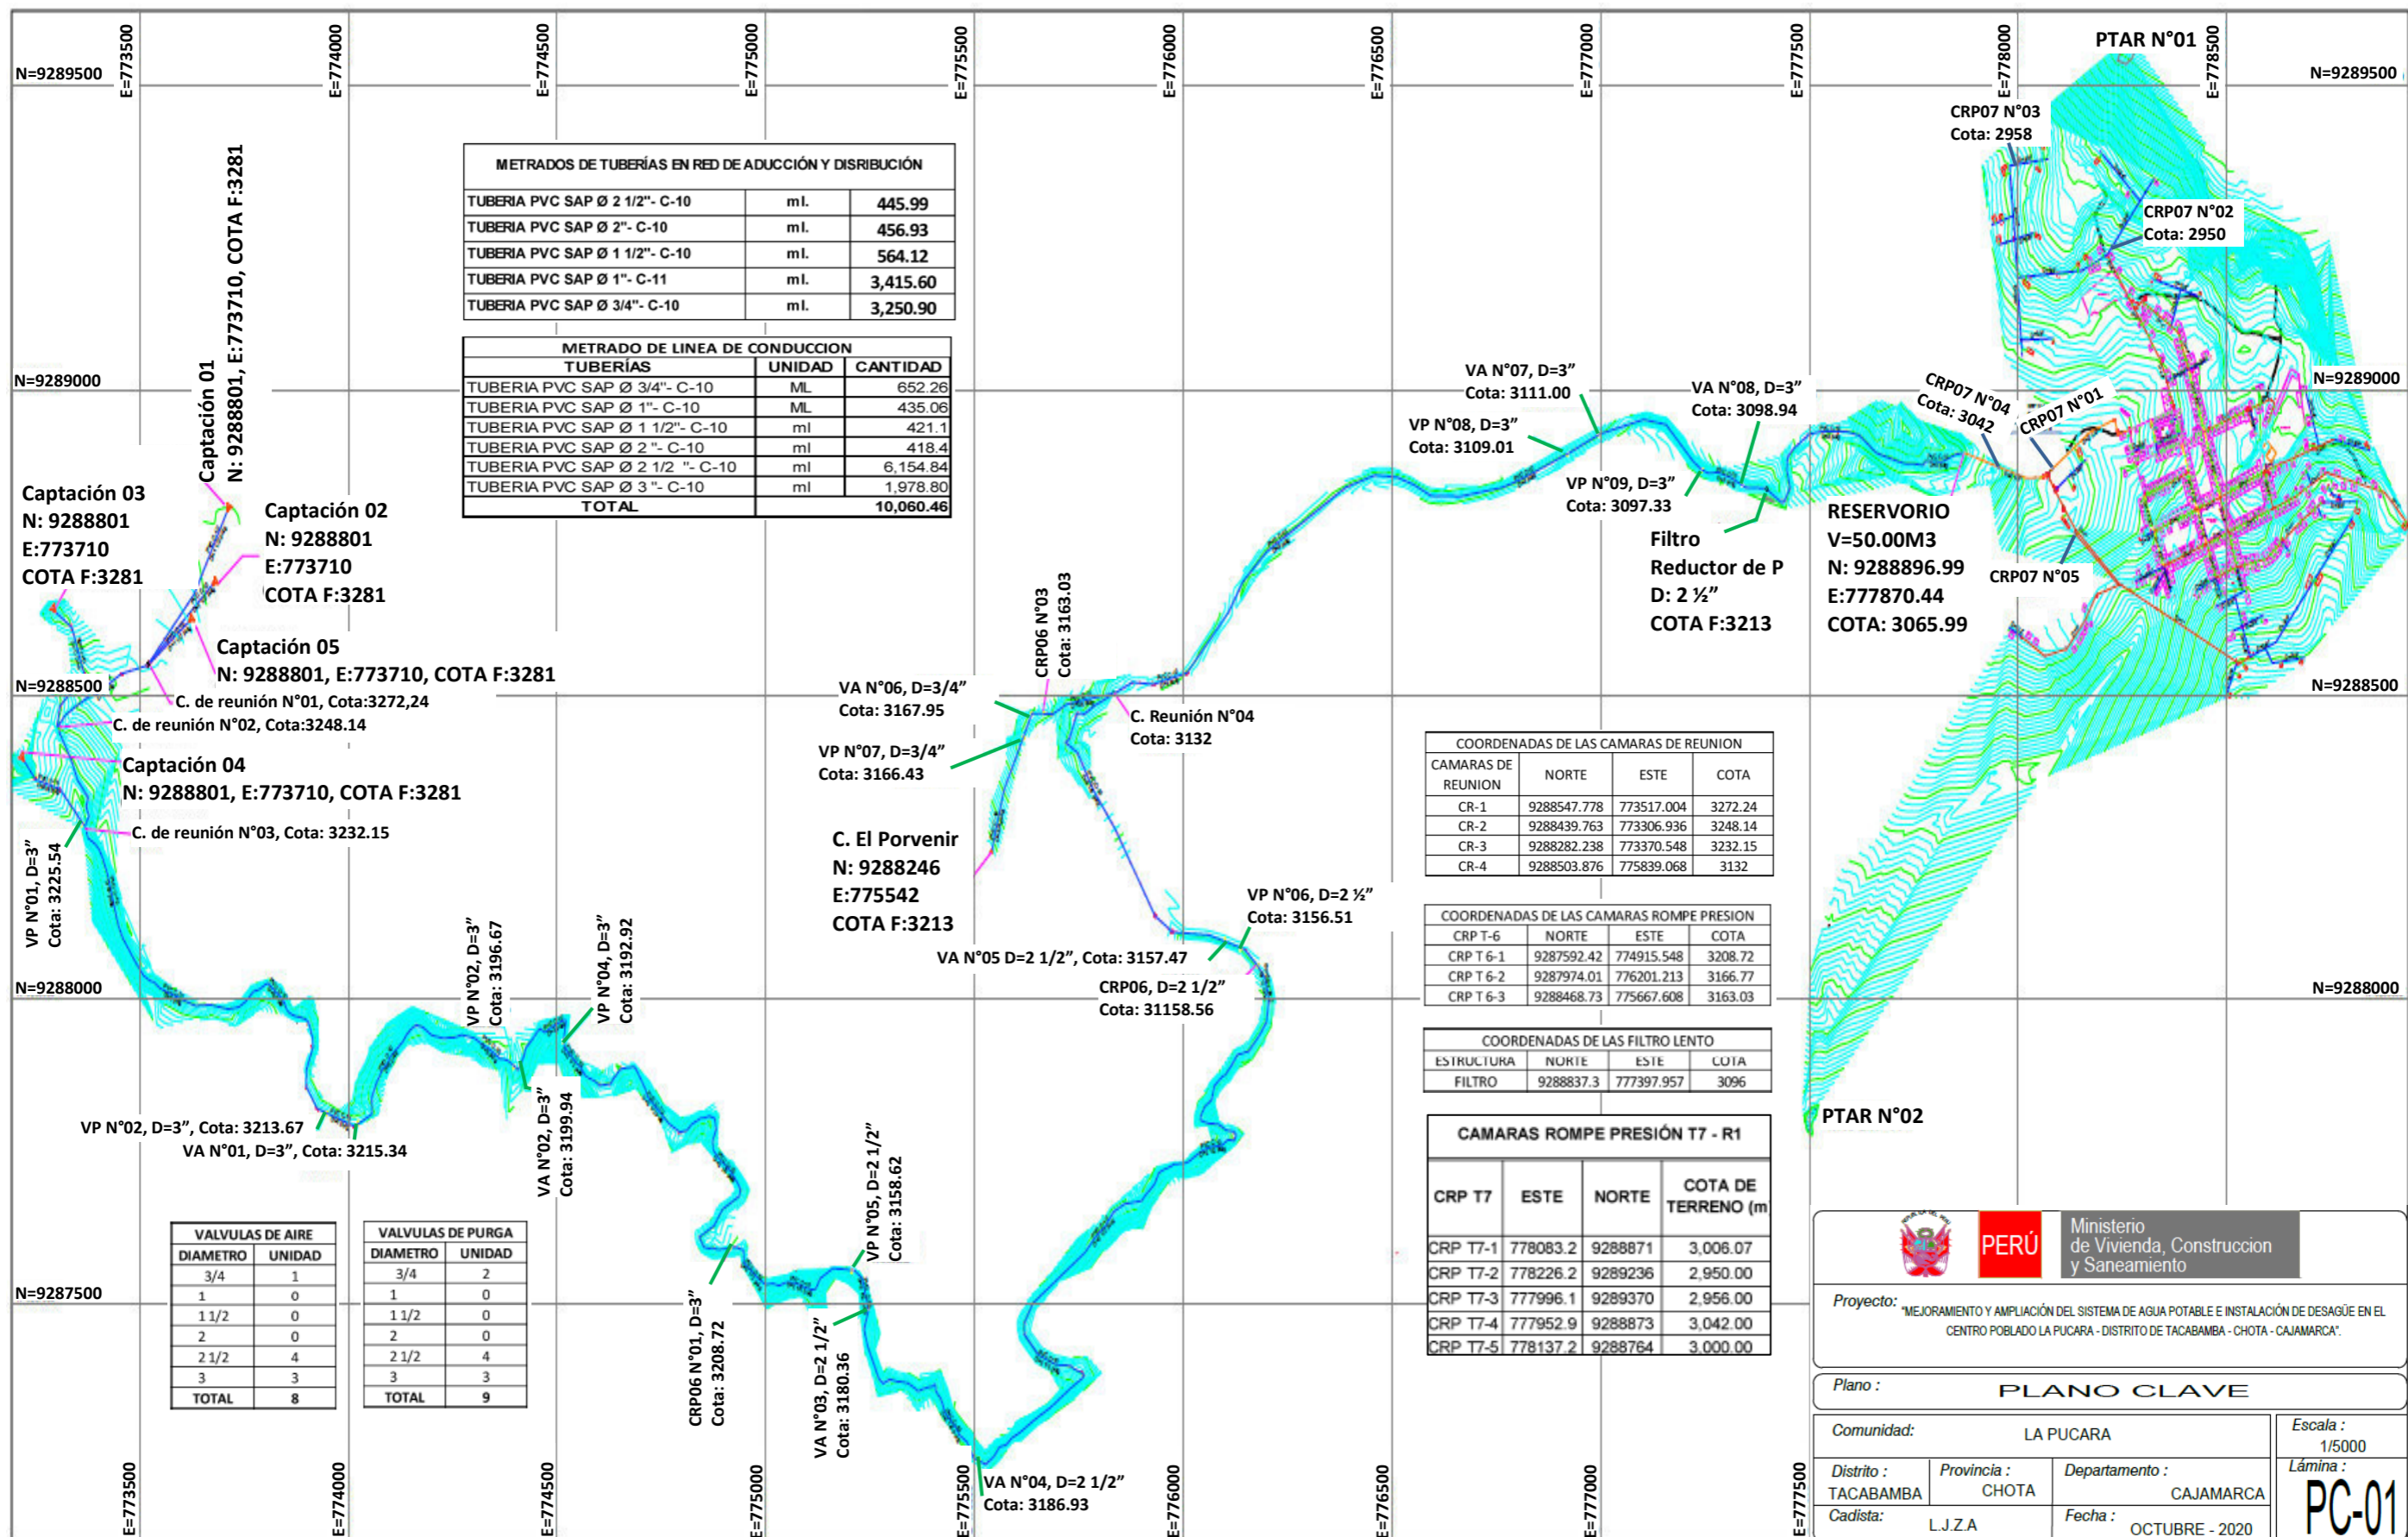 E=773500
E=774000
E=774500
E=775000
E=775500
E=776000
E=776500
E=777000
E=777500
E=778000
E=778500
N=9289500
N=9289500
PTAR N°01
CRP07 N°03
Cota: 2958
CRP07 N°02
Cota: 2950
METRADOS DE TUBERÍAS EN RED DE ADUCCIÓN Y DISRIBUCIÓN
TUBERIA PVC SAP Ø 2 1/2"- C-10 ml. 445.99
TUBERIA PVC SAP Ø 2"- C-10 ml. 456.93
TUBERIA PVC SAP Ø 1 1/2"- C-10 ml. 564.12
TUBERIA PVC SAP Ø 1"- C-11 ml. 3,415.60
TUBERIA PVC SAP Ø 3/4"- C-10 ml. 3,250.90
METRADO DE LINEA DE CONDUCCION
TUBERÍAS UNIDAD CANTIDAD
TUBERIA PVC SAP Ø 3/4"- C-10 ML 652.26
TUBERIA PVC SAP Ø 1"- C-10 ML 435.06
TUBERIA PVC SAP Ø 1 1/2"- C-10 ml 421.1
TUBERIA PVC SAP Ø 2 "- C-10 ml 418.4
TUBERIA PVC SAP Ø 2 1/2 "- C-10 ml 6,154.84
TUBERIA PVC SAP Ø 3 "- C-10 ml 1,978.80
TOTAL 10,060.46
N=9289000
N=9289000
Captación 01
N: 9288801, E:773710, COTA F:3281
Captación 03
N: 9288801
E:773710
COTA F:3281
Captación 02
N: 9288801
E:773710
COTA F:3281
Captación 05
N: 9288801, E:773710, COTA F:3281
N=9288500
N=9288500
C. de reunión N°01, Cota:3272,24
C. de reunión N°02, Cota:3248.14
Captación 04
N: 9288801, E:773710, COTA F:3281
C. de reunión N°03, Cota: 3232.15
VP N°01, D=3”
Cota: 3225.54
VA N°07, D=3”
Cota: 3111.00
VP N°08, D=3”
Cota: 3109.01
VA N°08, D=3”
Cota: 3098.94
VP N°09, D=3”
Cota: 3097.33
Filtro
Reductor de P
D: 2 ½”
COTA F:3213
CRP07 N°04
Cota: 3042
CRP07 N°01
CRP07 N°05
RESERVORIO
V=50.00M3
N: 9288896.99
E:777870.44
COTA: 3065.99
CRP06 N°03
Cota: 3163.03
VA N°06, D=3/4”
Cota: 3167.95
VP N°07, D=3/4”
Cota: 3166.43
C. Reunión N°04
Cota: 3132
C. El Porvenir
N: 9288246
E:775542
COTA F:3213
VP N°06, D=2 ½”
Cota: 3156.51
VA N°05 D=2 1/2”, Cota: 3157.47
CRP06, D=2 1/2”
Cota: 31158.56
N=9288000
N=9288000
VP N°02, D=3”
Cota: 3196.67
VP N°04, D=3”
Cota: 3192.92
VP N°02, D=3”, Cota: 3213.67
VA N°01, D=3”, Cota: 3215.34
VA N°02, D=3”
Cota: 3199.94
VP N°05, D=2 1/2”
Cota: 3158.62
CRP06 N°01, D=3”
Cota: 3208.72
VA N°03, D=2 1/2”
Cota: 3180.36
VA N°04, D=2 1/2”
Cota: 3186.93
COORDENADAS DE LAS CAMARAS DE REUNION
CAMARAS DE REUNION NORTE ESTE COTA
CR-1 9288547.778 773517.004 3272.24
CR-2 9288439.763 773306.936 3248.14
CR-3 9288282.238 773370.548 3232.15
CR-4 9288503.876 775839.068 3132
COORDENADAS DE LAS CAMARAS ROMPE PRESION
CRP T-6 NORTE ESTE COTA
CRP T 6-1 9287592.42 774915.548 3208.72
CRP T 6-2 9287974.01 776201.213 3166.77
CRP T 6-3 9288468.73 775667.608 3163.03
COORDENADAS DE LAS FILTRO LENTO
ESTRUCTURA NORTE ESTE COTA
FILTRO 9288837.3 777397.957 3096
CAMARAS ROMPE PRESIÓN T7 - R1
CRP T7 ESTE NORTE COTA DE TERRENO (m
CRP T7-1 778083.2 9288871 3,006.07
CRP T7-2 778226.2 9289236 2,950.00
CRP T7-3 777996.1 9289370 2,956.00
CRP T7-4 777952.9 9288873 3,042.00
CRP T7-5 778137.2 9288764 3,000.00
PTAR N°02
N=9287500
VALVULAS DE AIRE
DIAMETRO UNIDAD
3/4 1
1 0
1 1/2 0
2 0
2 1/2 4
3 3
TOTAL 8
VALVULAS DE PURGA
DIAMETRO UNIDAD
3/4 2
1 0
1 1/2 0
2 0
2 1/2 4
3 3
TOTAL 9
E=773500
E=774000
E=774500
E=775000
E=775500
E=776000
E=776500
E=777000
E=777500
PERÚ
Ministerio
de Vivienda, Construccion
y Saneamiento
Proyecto: "MEJORAMIENTO Y AMPLIACIÓN DEL SISTEMA DE AGUA POTABLE E INSTALACIÓN DE DESAGÜE EN EL
CENTRO POBLADO LA PUCARA - DISTRITO DE TACABAMBA - CHOTA - CAJAMARCA".
Plano : PLANO CLAVE
Comunidad: LA PUCARA
Escala :
1/5000
Distrito :
TACABAMBA
Provincia :
CHOTA
Departamento :
CAJAMARCA
Lámina :
PC-01
Cadista: L.J.Z.A
Fecha : OCTUBRE - 2020